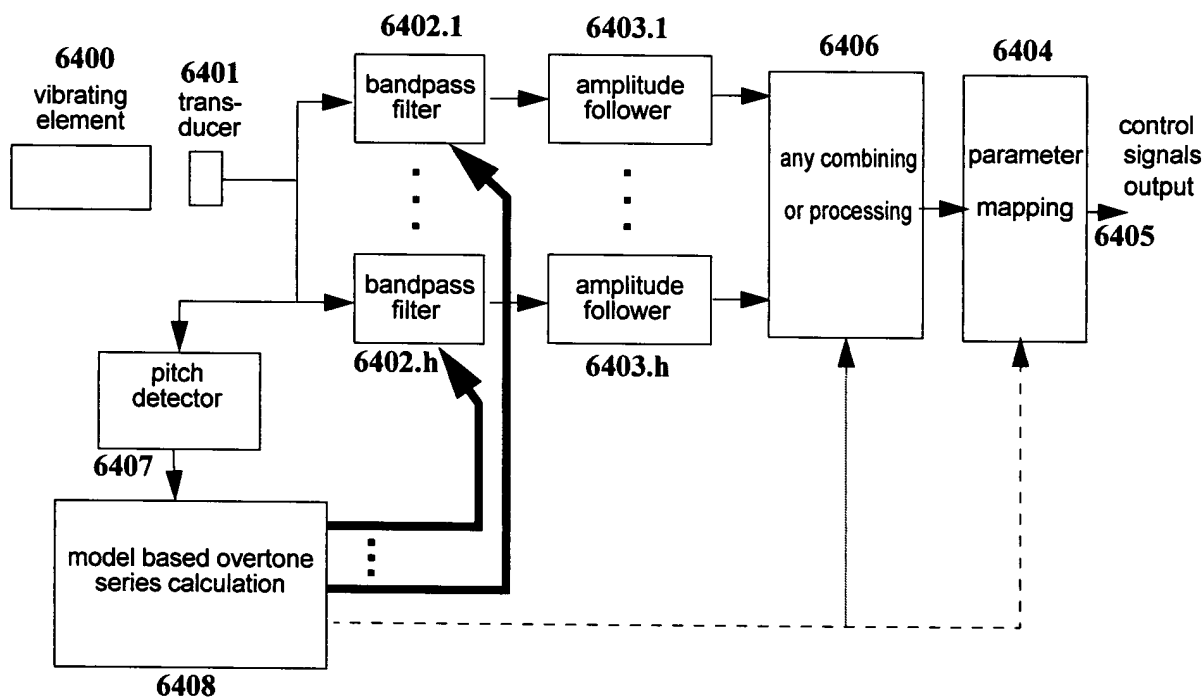 6400
vibrating
element
6401
trans-
ducer
6402.1
bandpass
filter
6403.1
amplitude
follower
6406
any combining
or processing
6404
parameter
mapping
control
signals
output
6405
bandpass
filter
6402.h
amplitude
follower
6403.h
pitch
detector
6407
model based overtone
series calculation
6408